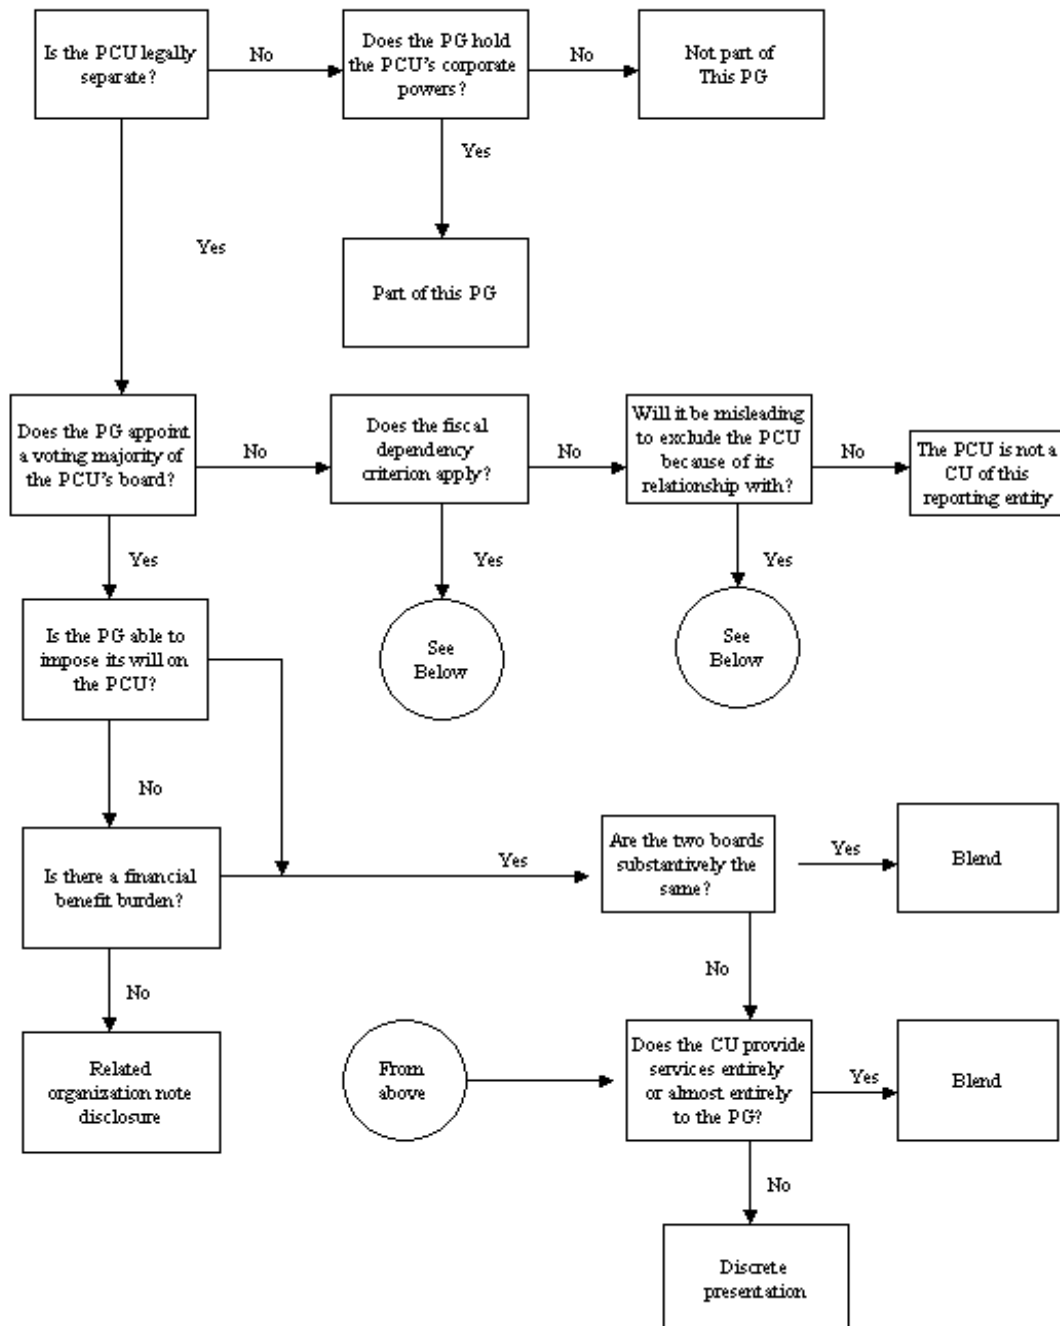 Is the PCU legally
separate?
No
Does the PG hold
the PCU's corporate
powers?
No
Not part of
This PG
Yes
Yes
Part of this PG
Does the PG appoint
a voting majority of
the PCU's board?
No
Does the fiscal
dependency
criterion apply?
No
Will it be misleading
to exclude the PCU
because of its
relationship with?
No
The PCU is not a
CU of this
reporting entity
Yes
Yes
Yes
Is the PG able to
impose its will on
the PCU?
See
Below
See
Below
No
Is there a financial
benefit burden?
Yes
Are the two boards
substantively the
same?
Yes
Blend
No
No
Related
organization note
disclosure
From
above
Does the CU provide
services entirely
or almost entirely
to the PG?
Yes
Blend
No
Discrete
presentation